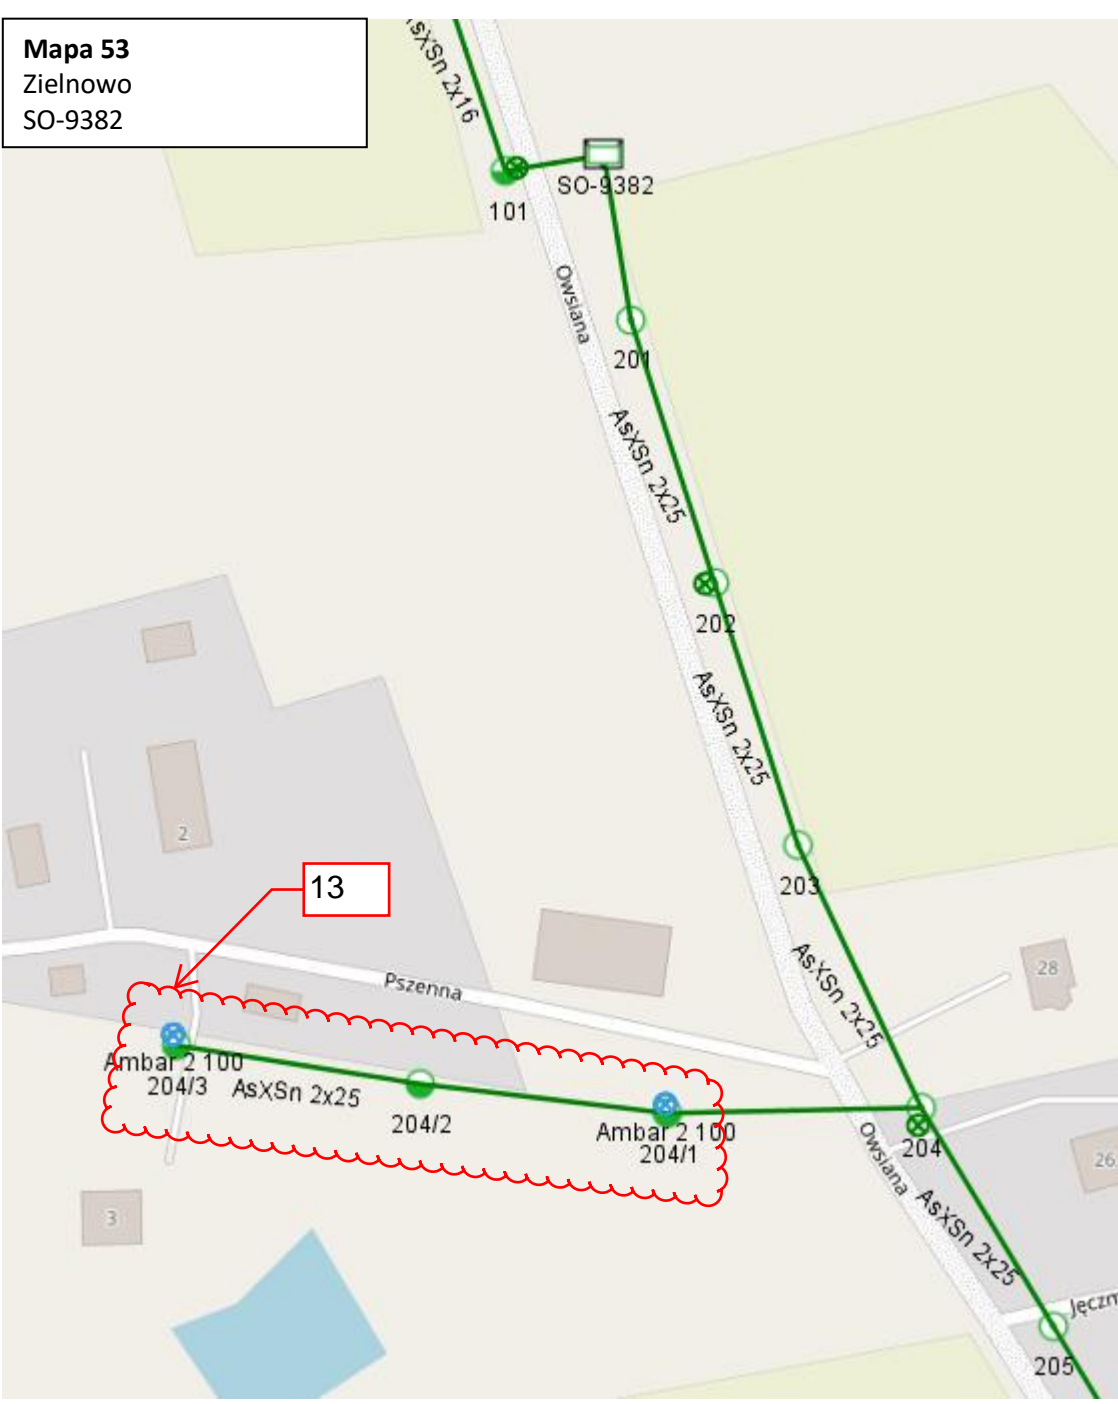 Mapa 53
Zielnowo
SO-9382
AsXSn 2x16
SO-9382
101
Owsiana
201
AsXSn 2x25
202
AsXSn 2x25
2
203
13
AsXSn 2x25
28
Pszenna
Ambar 2 100
204/3
AsXSn 2x25
204/2
Ambar 2 100
204/1
204
Owsiana
26
AsXSn 2x25
3
Jęczm
205